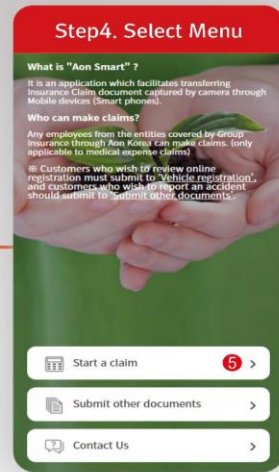 Step4. Select Menu
What is "Aon Smart" ?
It is an application which facilitates transferring
Insurance Claim document captured by camera through
Mobile devices (Smart phones).
Who can make claims?
Any employees from the entities covered by Group
Insurance through Aon Korea can make claims. (only
applicable to medical expense claims)
※ Customers who wish to review online
registration must submit to 'Vehicle registration',
and customers who wish to report an accident
should submit to 'Submit other documents'.
Start a claim 5 >
Submit other documents >
Contact Us >